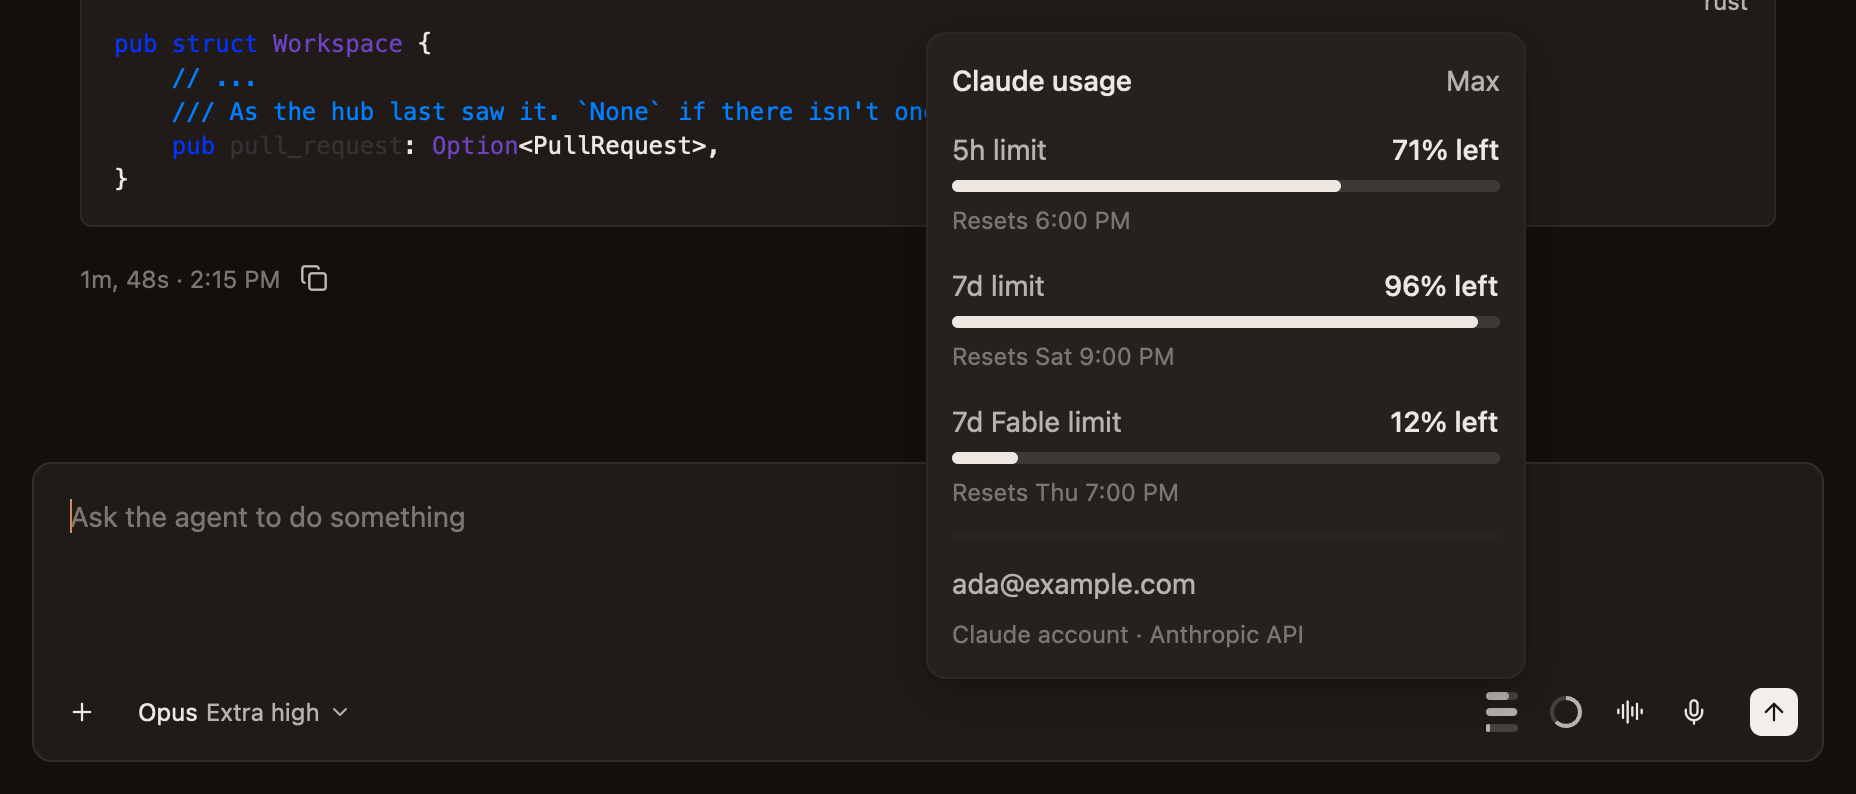 rust
pub struct Workspace {
// ...
/// As the hub last saw it. `None` if there isn't
pub pull_request: Option<PullRequest>,
}
1m, 48s · 2:15 PM
Claude usage
Max
5h limit
71% left
Resets 6:00 PM
7d limit
96% left
Resets Sat 9:00 PM
7d Fable limit
12% left
Resets Thu 7:00 PM
ada@example.com
Claude account · Anthropic API
Ask the agent to do something
Opus Extra high